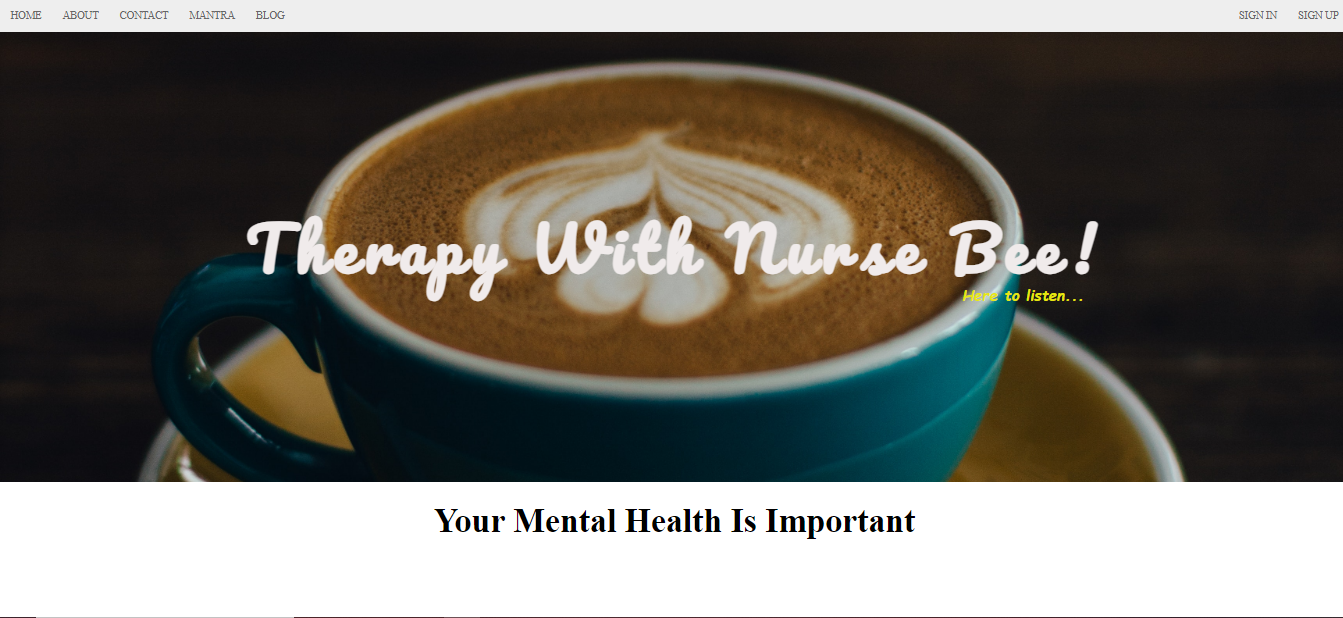 HOME ABOUT CONTACT MANTRA BLOG SIGN IN SIGN UP
Therapy With Nurse Bee!
Here to listen...
Your Mental Health Is Important